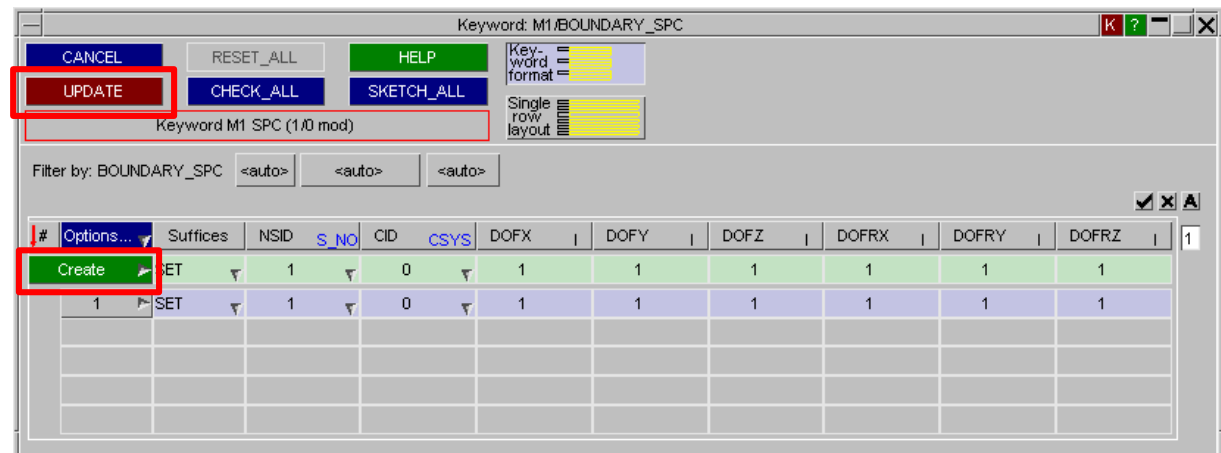 Keyword: M1/BOUNDARY_SPC K ?
CANCEL RESET_ALL HELP Key-
word
format
UPDATE CHECK_ALL SKETCH_ALL Single
row
layout
Keyword M1 SPC (1/0 mod)
Filter by: BOUNDARY_SPC <auto> <auto> <auto>
A
# Options... Suffices NSID S_NO CID CSYS DOFX I DOFY I DOFZ I DOFRX I DOFRY I DOFRZ I 1
Create SET 1 0 1 1 1 1 1 1
1 SET 1 0 1 1 1 1 1 1